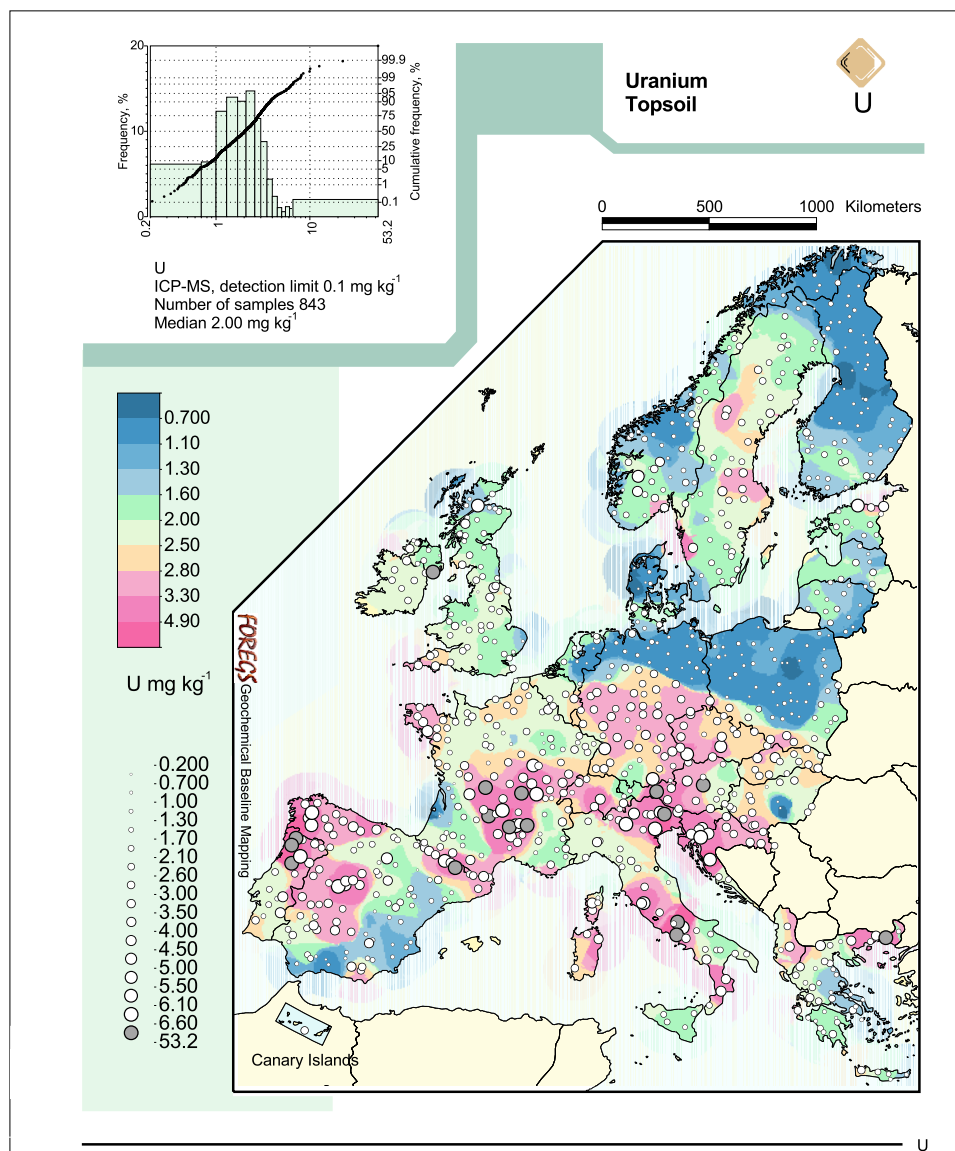 20
10
0
Frequency, %
99.9
99
95
90
75
50
25
10
5
1
0.1
Cumulative frequency, %
0.2
1
10
53.2
U
ICP-MS, detection limit 0.1 mg kg-1
Number of samples 843
Median 2.00 mg kg-1
Uranium
Topsoil
U
0 500 1000 Kilometers
0.700
1.10
1.30
1.60
2.00
2.50
2.80
3.30
4.90
U mg kg-1
0.200
0.700
1.00
1.30
1.70
2.10
2.60
3.00
3.50
4.00
4.50
5.00
5.50
6.10
6.60
53.2
FOREGS
Geochemical Baseline Mapping
Canary Islands
U